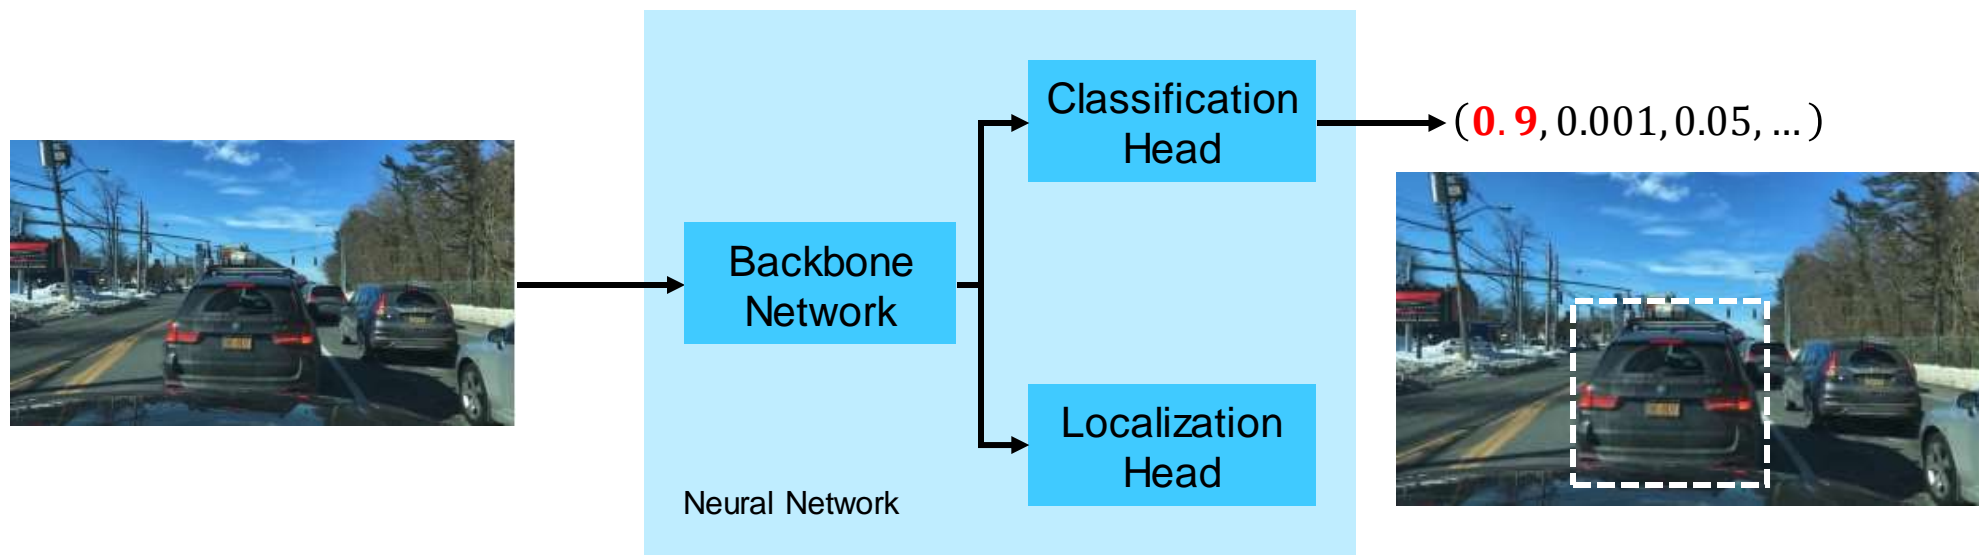 Classification
Head
(0.9, 0.001, 0.05, … )
Backbone
Network
Localization
Head
Neural Network